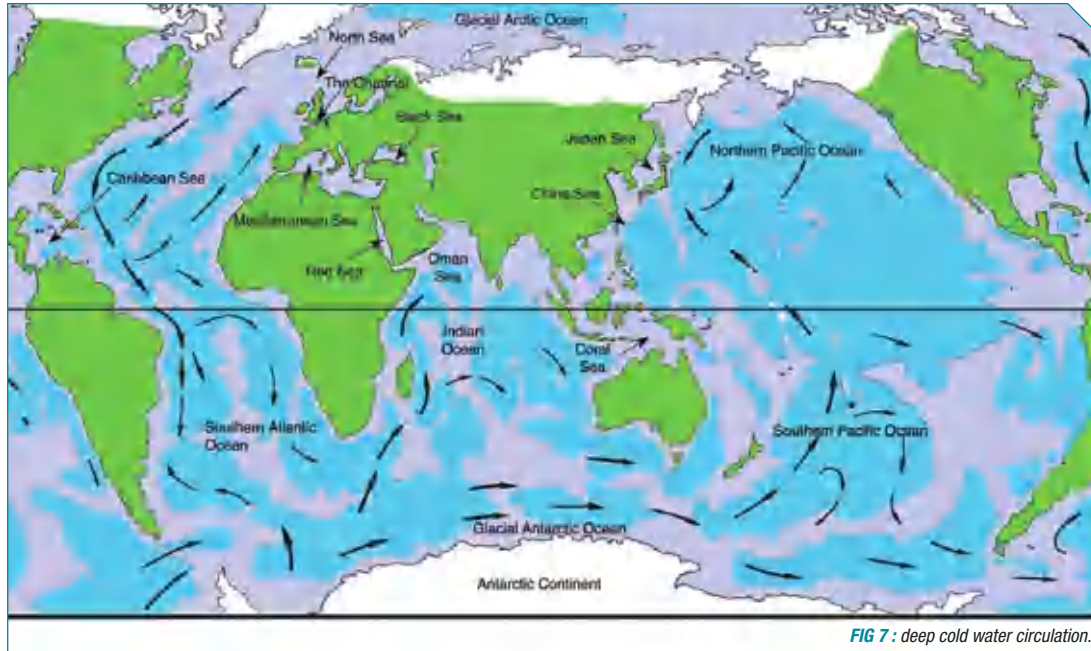 Glacial Arctic Ocean
North Sea
The Channel
Black Sea
Japan Sea
Northern Pacific Ocean
Caribbean Sea
China Sea
Mediterranean Sea
Red Sea
Oman
Sea
Indian
Ocean
Coral
Sea
Southern Atlantic
Ocean
Southern Pacific Ocean
Glacial Antarctic Ocean
Antarctic Continent
FIG 7 : deep cold water circulation.